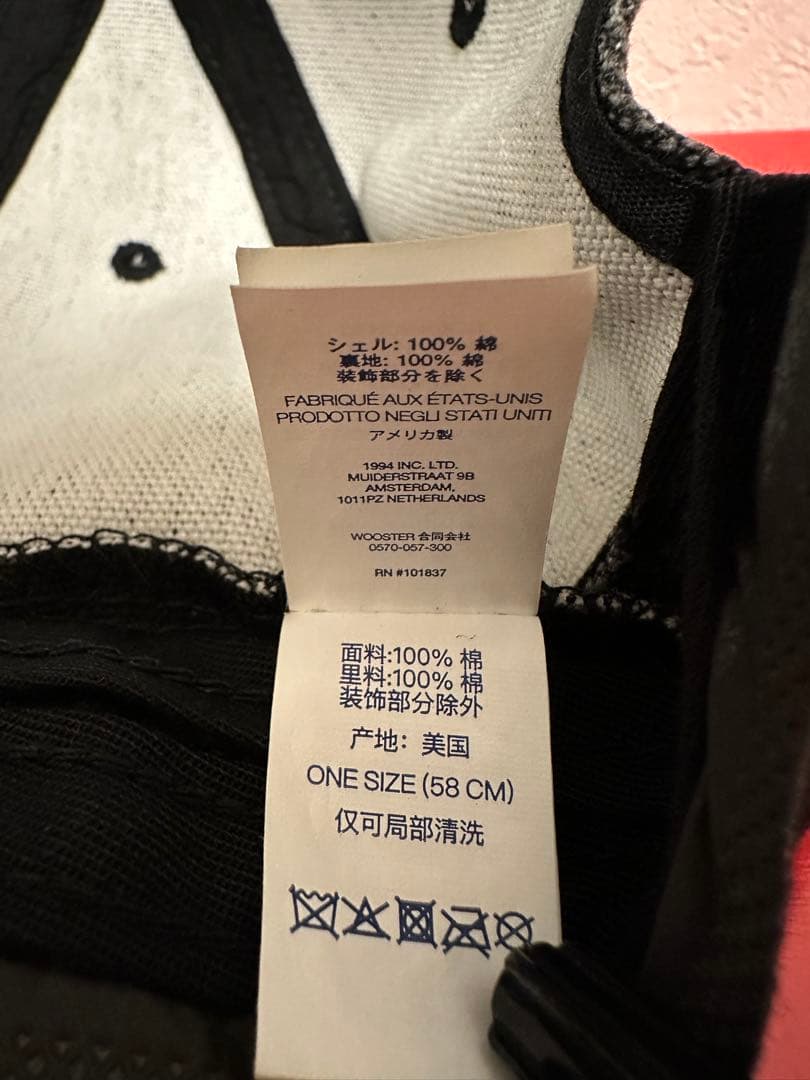 シェル: 100% 綿
裏地: 100% 綿
装飾部分を除く
FABRIQUÉ AUX ÉTATS-UNIS
PRODOTTO NEGLI STATI UNITI
アメリカ製
1994 INC. LTD.
MUIDERSTRAAT 9B
AMSTERDAM,
1011PZ NETHERLANDS
WOOSTER 合同会社
0570-057-300
RN #101837
面料:100% 棉
里料:100% 棉
装饰部分除外
产地: 美国
ONE SIZE (58 CM)
仅可局部清洗